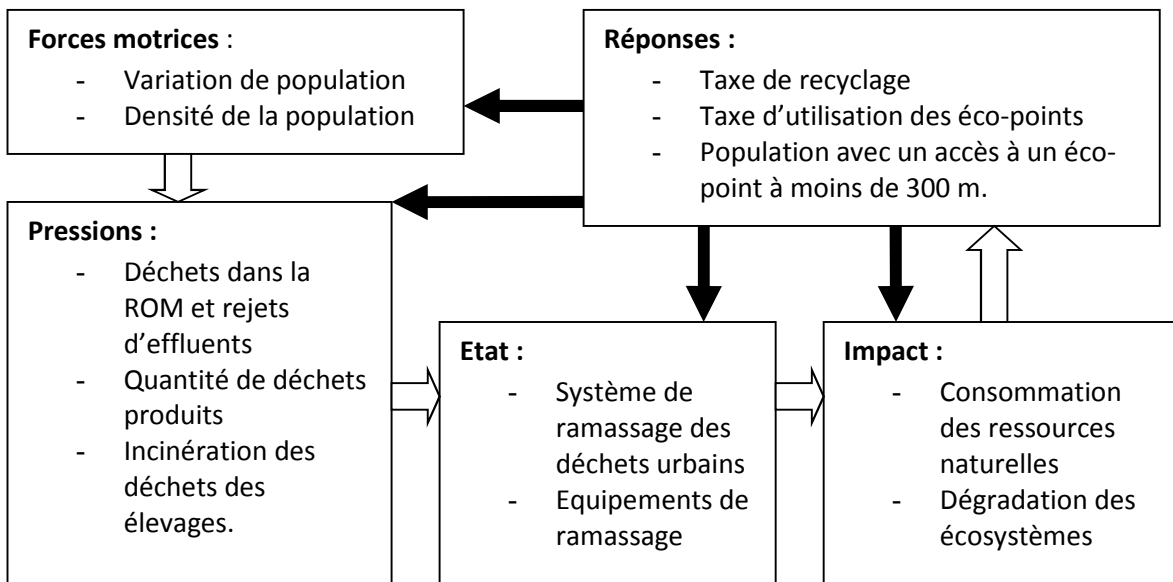 Forces motrices :
- Variation de population
- Densité de la population
Réponses :
- Taxe de recyclage
- Taxe d’utilisation des éco-points
- Population avec un accès à un éco-
point à moins de 300 m.
Pressions :
- Déchets dans la
ROM et rejets
d’effluents
- Quantité de déchets
produits
- Incinération des
déchets des
élevages.
Etat :
- Système de
ramassage des
déchets urbains
- Equipements de
ramassage
Impact :
- Consommation
des ressources
naturelles
- Dégradation des
écosystèmes